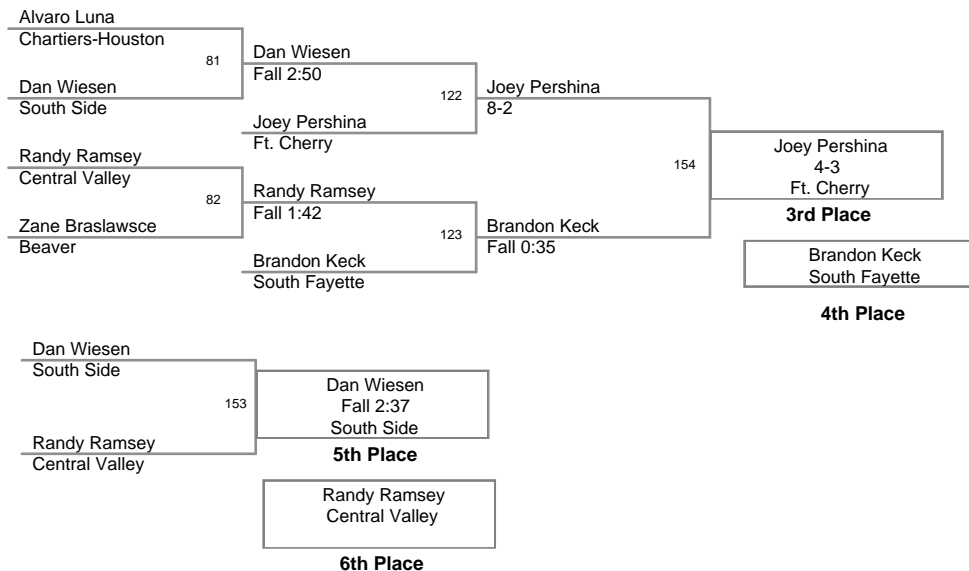 Alvaro Luna
Chartiers-Houston
81
Dan Wiesen
Fall 2:50
Dan Wiesen
South Side
122
Joey Pershina
8-2
Joey Pershina
Ft. Cherry
Randy Ramsey
Central Valley
154
Joey Pershina
4-3
Ft. Cherry
3rd Place
82
Randy Ramsey
Fall 1:42
Zane Braslawsce
Beaver
123
Brandon Keck
Fall 0:35
Brandon Keck
South Fayette
Brandon Keck
South Fayette
4th Place
Dan Wiesen
South Side
153
Dan Wiesen
Fall 2:37
South Side
5th Place
Randy Ramsey
Central Valley
Randy Ramsey
Central Valley
6th Place